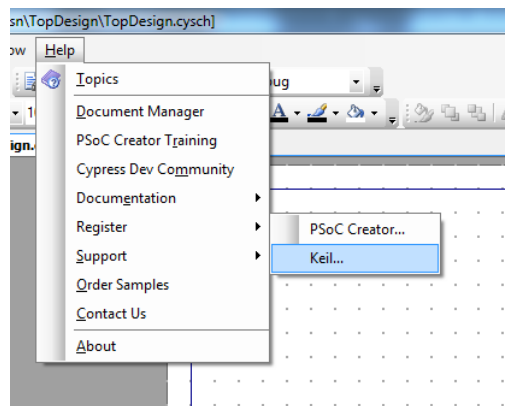 sn\TopDesign\TopDesign.cysch]
ow Help
Topics
ug
Document Manager
A
PSoC Creator Training
ign.
Cypress Dev Community
Documentation
Register
PSoC Creator...
Support
Keil...
Order Samples
Contact Us
About